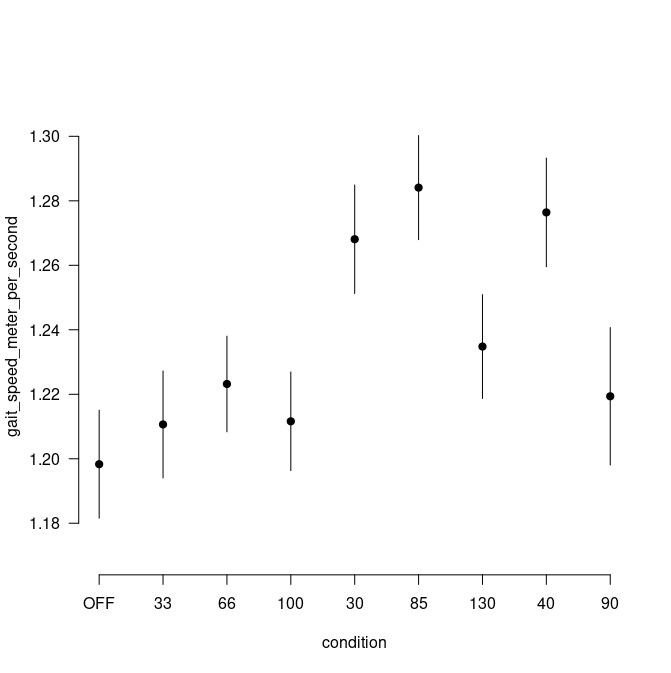 1.30
1.28
1.26
1.24
1.22
1.20
1.18
gait_speed_meter_per_second
OFF 33 66 100 30 85 130 40 90
condition